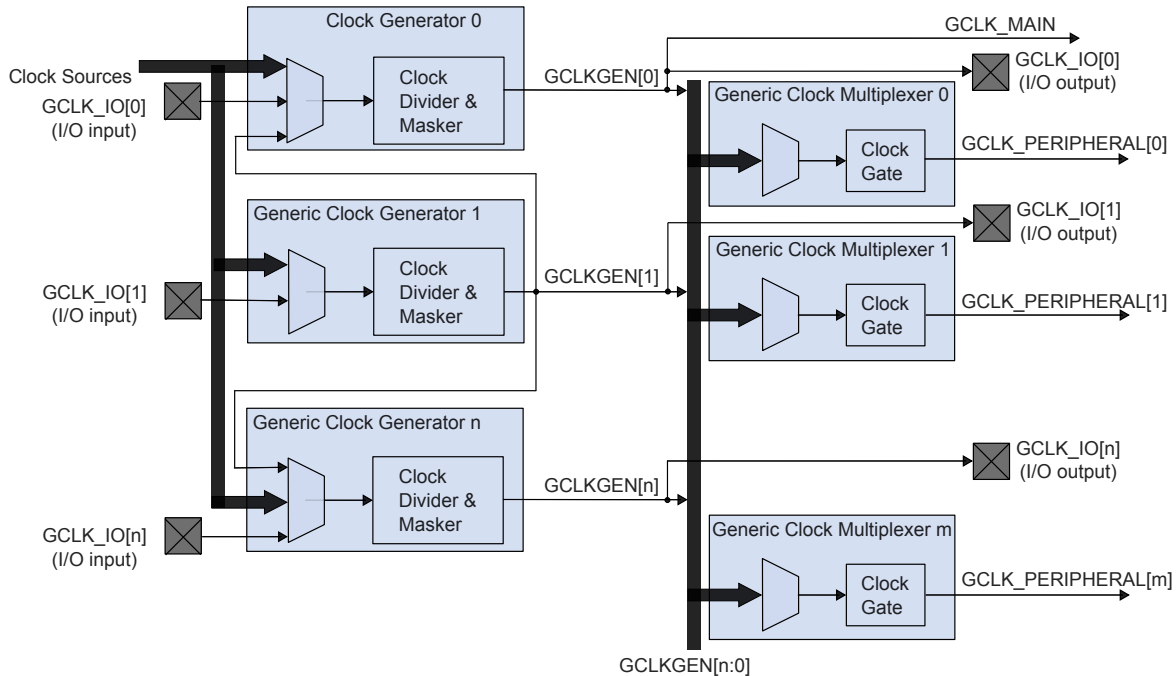 Clock Generator 0
Clock Sources
GCLK_IO[0]
(I/O input)
Clock
Divider &
Masker
GCLKGEN[0]
GCLK_MAIN
GCLK_IO[0]
(I/O output)
Generic Clock Multiplexer 0
Clock
Gate
GCLK_PERIPHERAL[0]
Generic Clock Generator 1
GCLK_IO[1]
(I/O input)
Clock
Divider &
Masker
GCLKGEN[1]
GCLK_IO[1]
(I/O output)
Generic Clock Multiplexer 1
Clock
Gate
GCLK_PERIPHERAL[1]
Generic Clock Generator n
GCLK_IO[n]
(I/O input)
Clock
Divider &
Masker
GCLKGEN[n]
GCLK_IO[n]
(I/O output)
Generic Clock Multiplexer m
Clock
Gate
GCLK_PERIPHERAL[m]
GCLKGEN[n:0]